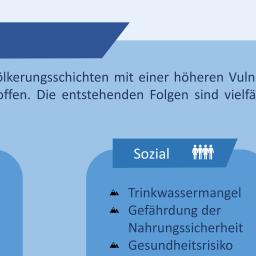 ölkerungsschichten mit einer höheren Vuln
offen. Die entstehenden Folgen sind vielfä
Sozial
Trinkwassermangel
Gefährdung der
Nahrungssicherheit
Gesundheitsrisiko